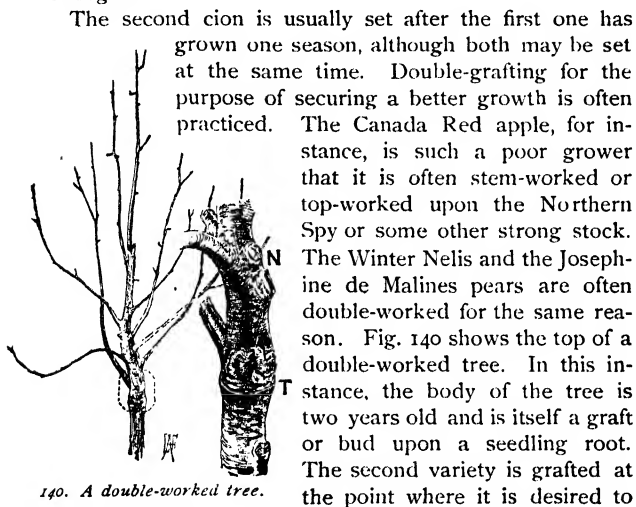 The second cion is usually set after the first one has
grown one season, although both may be set
at the same time. Double-grafting for the
purpose of securing a better growth is often
practiced. The Canada Red apple, for in-
stance, is such a poor grower
that it is often stem-worked or
top-worked upon the Northern
Spy or some other strong stock.
The Winter Nelis and the Joseph-
ine de Malines pears are often
double-worked for the same rea-
son. Fig. 140 shows the top of a
double-worked tree. In this in-
stance, the body of the tree is
two years old and is itself a graft
or bud upon a seedling root.
The second variety is grafted at
the point where it is desired to
N
T
140. A double-worked tree.